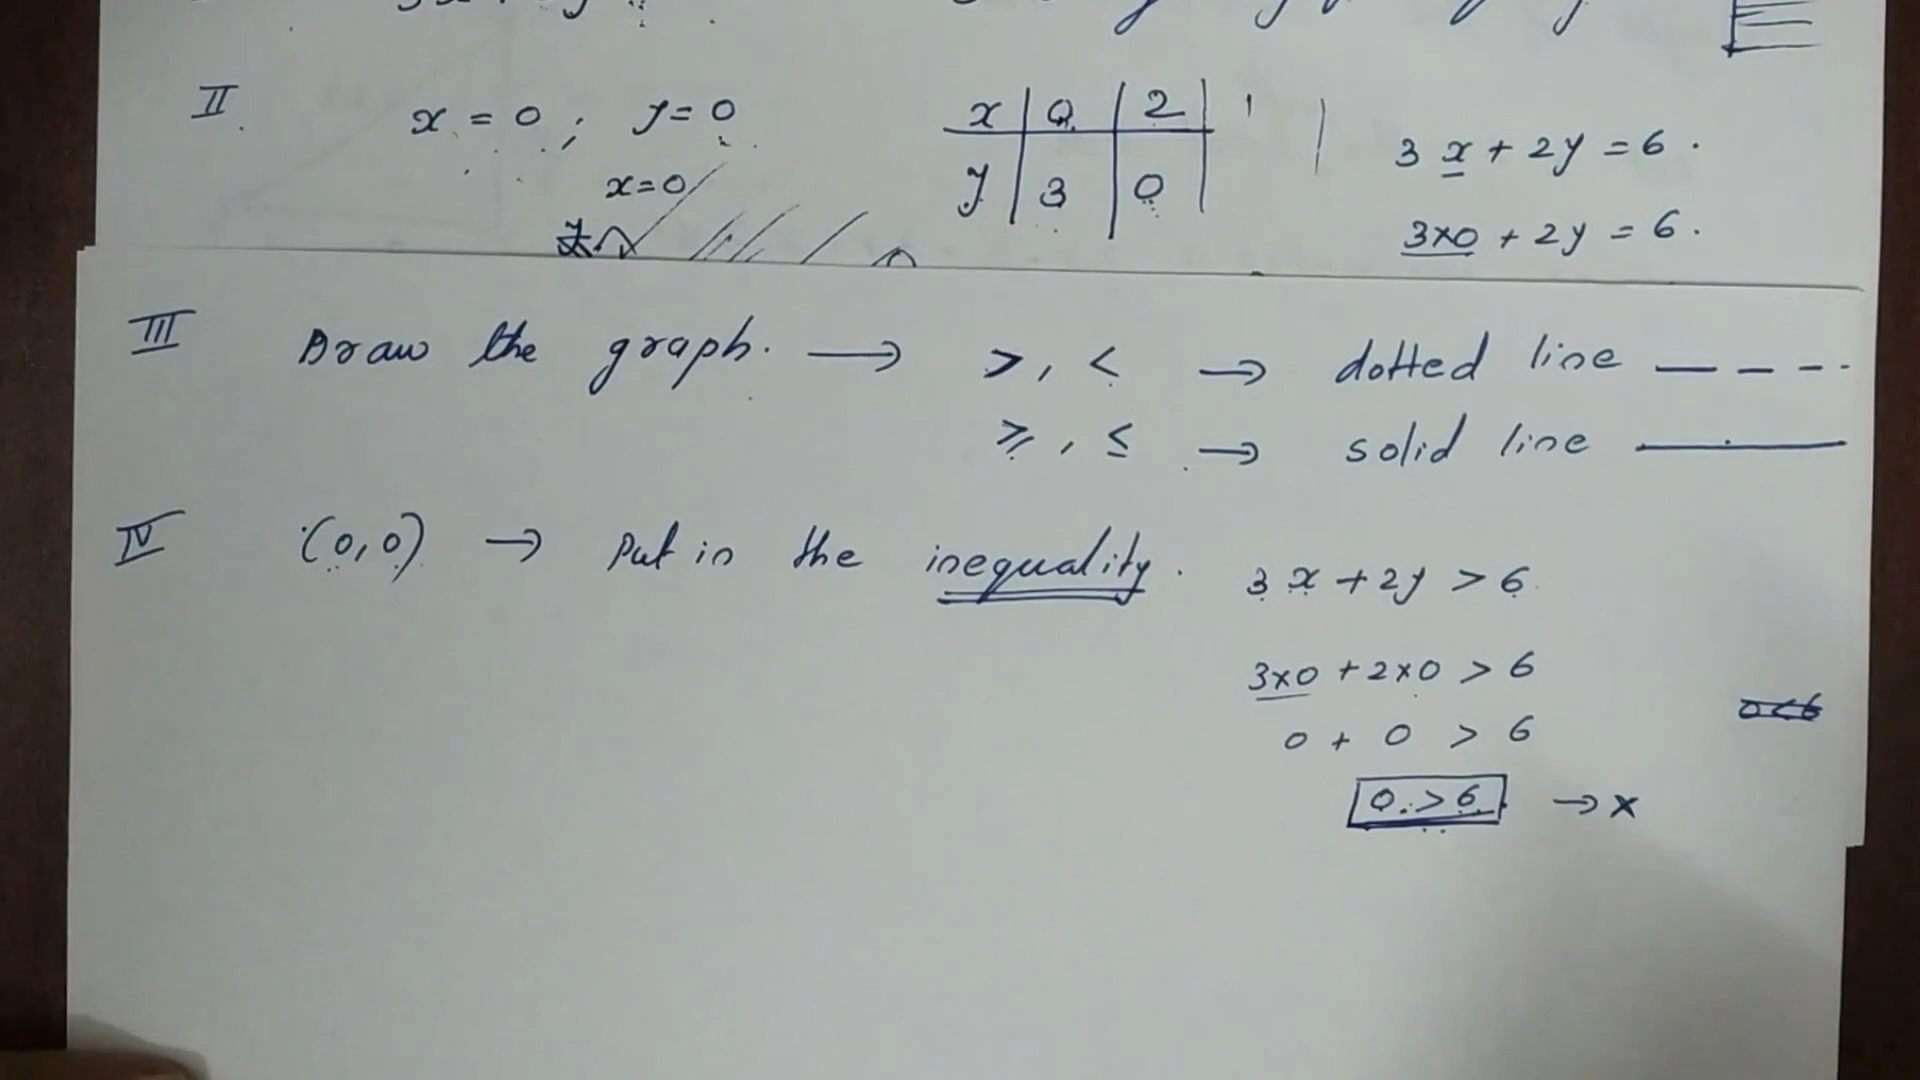 II. x = 0 ; y = 0
x | 0 | 2
y | 3 | 0
x=0
3x + 2y = 6.
3×0 + 2y = 6.
III Draw the graph. → >, < → dotted line - - - -
≥, ≤ → solid line ———
IV (0,0) → Put in the inequality. 3x + 2y > 6
3×0 + 2×0 > 6
0 + 0 > 6
0 > 6 → x